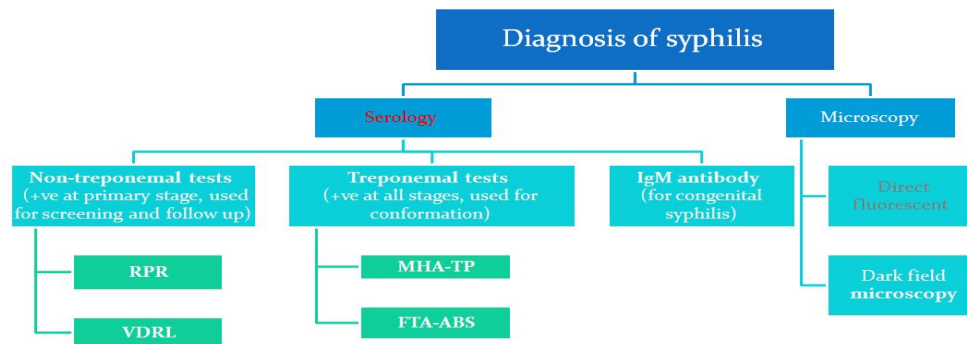 Diagnosis of syphilis
Serology
Microscopy
Non-treponemal tests
(+ve at primary stage, used
for screening and follow up)
Treponemal tests
(+ve at all stages, used for
conformation)
IgM antibody
(for congenital
syphilis)
Direct
fluorescent
RPR
MHA-TP
Dark field
microscopy
VDRL
FTA-ABS